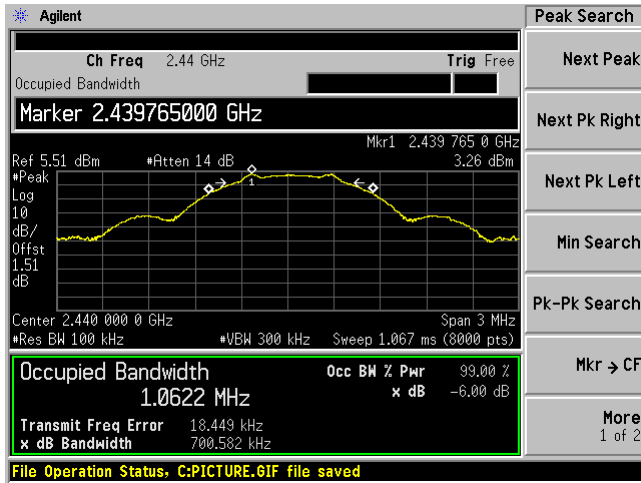 Agilent
Peak Search
Ch Freq 2.44 GHz Trig Free
Occupied Bandwidth
Marker 2.439765000 GHz
Mkr1 2.439 765 0 GHz
Ref 5.51 dBm #Atten 14 dB 3.26 dBm
#Peak
Log
10
dB/
Offst
1.51
dB
1
Center 2.440 000 0 GHz Span 3 MHz
#Res BW 100 kHz #VBW 300 kHz Sweep 1.067 ms (8000 pts)
Occupied Bandwidth Occ BW % Pwr 99.00 %
1.0622 MHz x dB -6.00 dB
Transmit Freq Error 18.449 kHz
x dB Bandwidth 700.582 kHz
File Operation Status, C:PICTURE.GIF file saved
Next Peak
Next Pk Right
Next Pk Left
Min Search
Pk-Pk Search
Mkr → CF
More
1 of 2